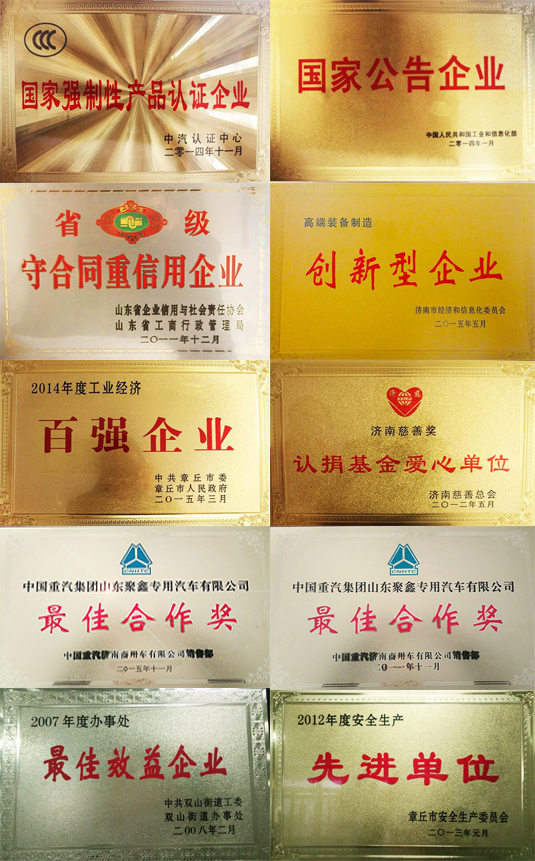 国家强制性产品认证企业
中汽认证中心
二零一四年十一月
国家公告企业
中国人民共和国工业和信息化部
二零一四年一月
省 级
守合同重信用企业
山东省企业信用与社会责任协会
山东省工商行政管理局
二〇一一年十二月
高端装备制造
创新型企业
济南市经济和信息化委员会
二〇一五年五月
2014年度工业经济
百强企业
中共章丘市委
章丘市人民政府
二〇一五年三月
济 慈
济南慈善奖
认捐基金爱心单位
济南慈善总会
二〇一二年五月
CNHTC
中国重汽集团山东聚鑫专用汽车有限公司
最佳合作奖
中国重汽济南商用车有限公司销售部
二〇一五年十一月
CNHTC
中国重汽集团山东聚鑫专用汽车有限公司
最佳合作奖
中国重汽济南商用车有限公司销售部
二〇一一年十一月
2007年度办事处
最佳效益企业
中共双山街道工委
双山街道办事处
二〇〇八年二月
2012年度安全生产
先进单位
章丘市安全生产委员会
二〇一三年元月